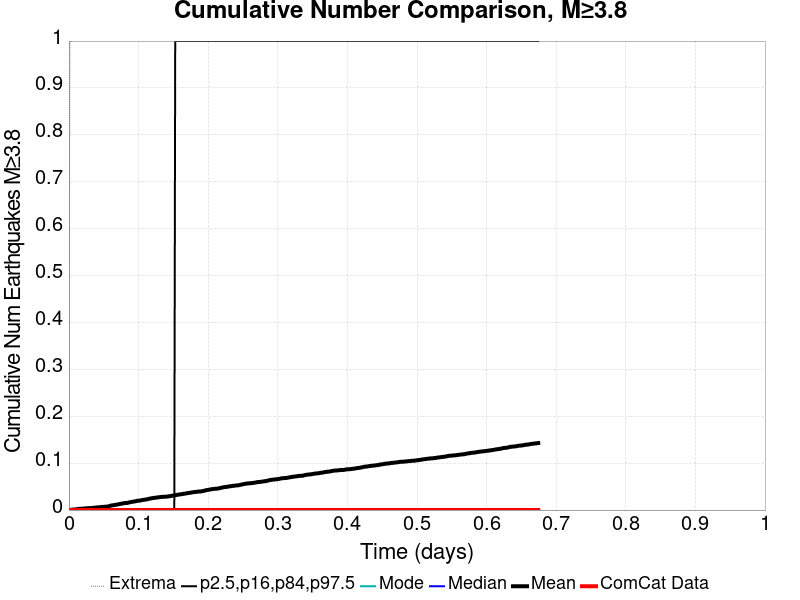 Cumulative Number Comparison, M≥3.8
Cumulative Num Earthquakes M≥3.8
1
0.9
0.8
0.7
0.6
0.5
0.4
0.3
0.2
0.1
0
0 0.1 0.2 0.3 0.4 0.5 0.6 0.7 0.8 0.9 1
Time (days)
Extrema p2.5,p16,p84,p97.5 Mode Median Mean ComCat Data